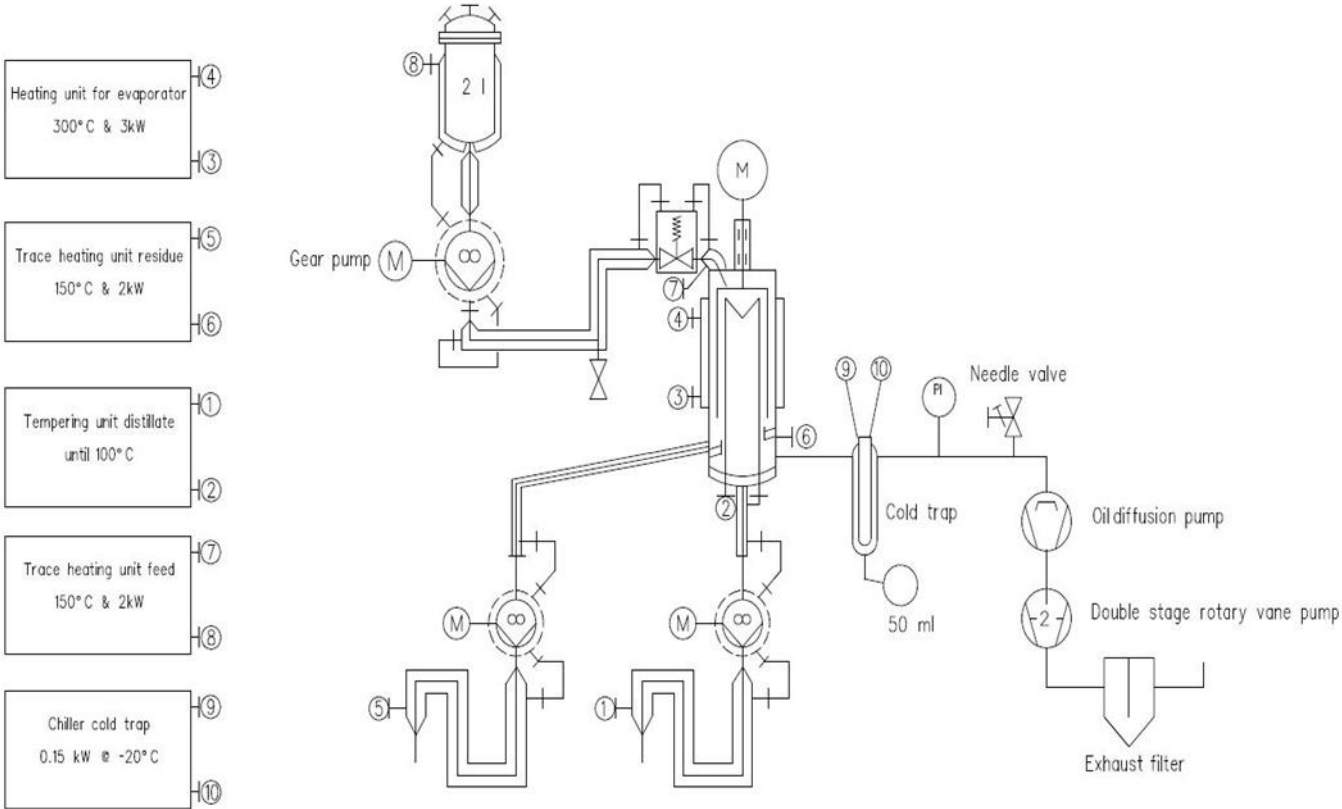 Heating unit for evaporator
300°C & 3kW
④
③
Trace heating unit residue
150°C & 2kW
⑤
⑥
Tempering unit distillate
until 100°C
①
②
Trace heating unit feed
150°C & 2kW
⑦
⑧
Chiller cold trap
0.15 kW @ -20°C
⑨
⑩
⑧
2 l
Gear pump
M
M
⑦
④
③
⑥
②
⑨
⑩
PI
Needle valve
Cold trap
50 ml
Oil diffusion pump
2
Double stage rotary vane pump
Exhaust filter
M
M
⑤
①